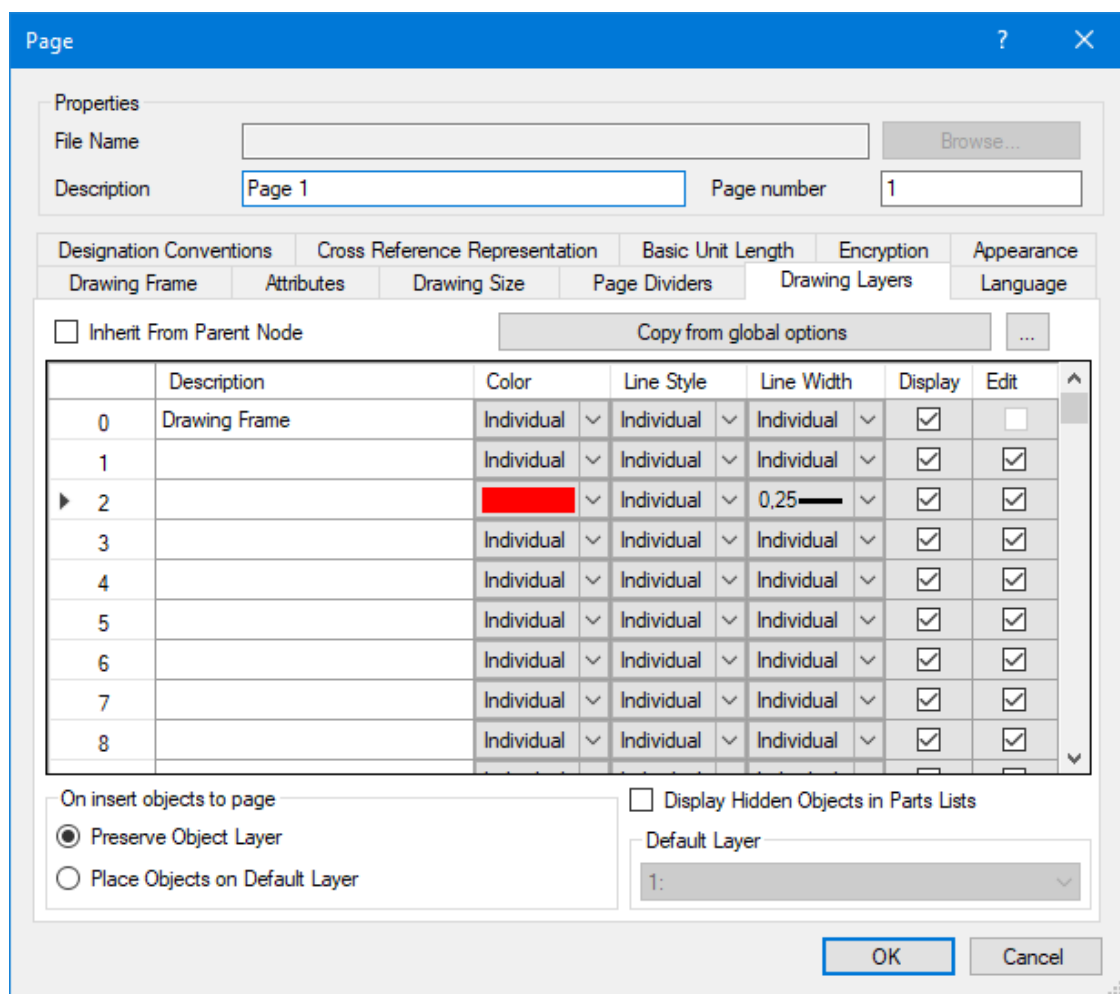 Page ?
Properties
File Name Browse...
Description Page 1 Page number 1
Designation Conventions Cross Reference Representation Basic Unit Length Encryption Appearance
Drawing Frame Attributes Drawing Size Page Dividers Drawing Layers Language
Inherit From Parent Node Copy from global options ...
Description Color Line Style Line Width Display Edit
0 Drawing Frame Individual Individual Individual
1 Individual Individual Individual
2 Individual 0,25
3 Individual Individual Individual
4 Individual Individual Individual
5 Individual Individual Individual
6 Individual Individual Individual
7 Individual Individual Individual
8 Individual Individual Individual
On insert objects to page Display Hidden Objects in Parts Lists
Preserve Object Layer Default Layer
Place Objects on Default Layer 1:
OK Cancel